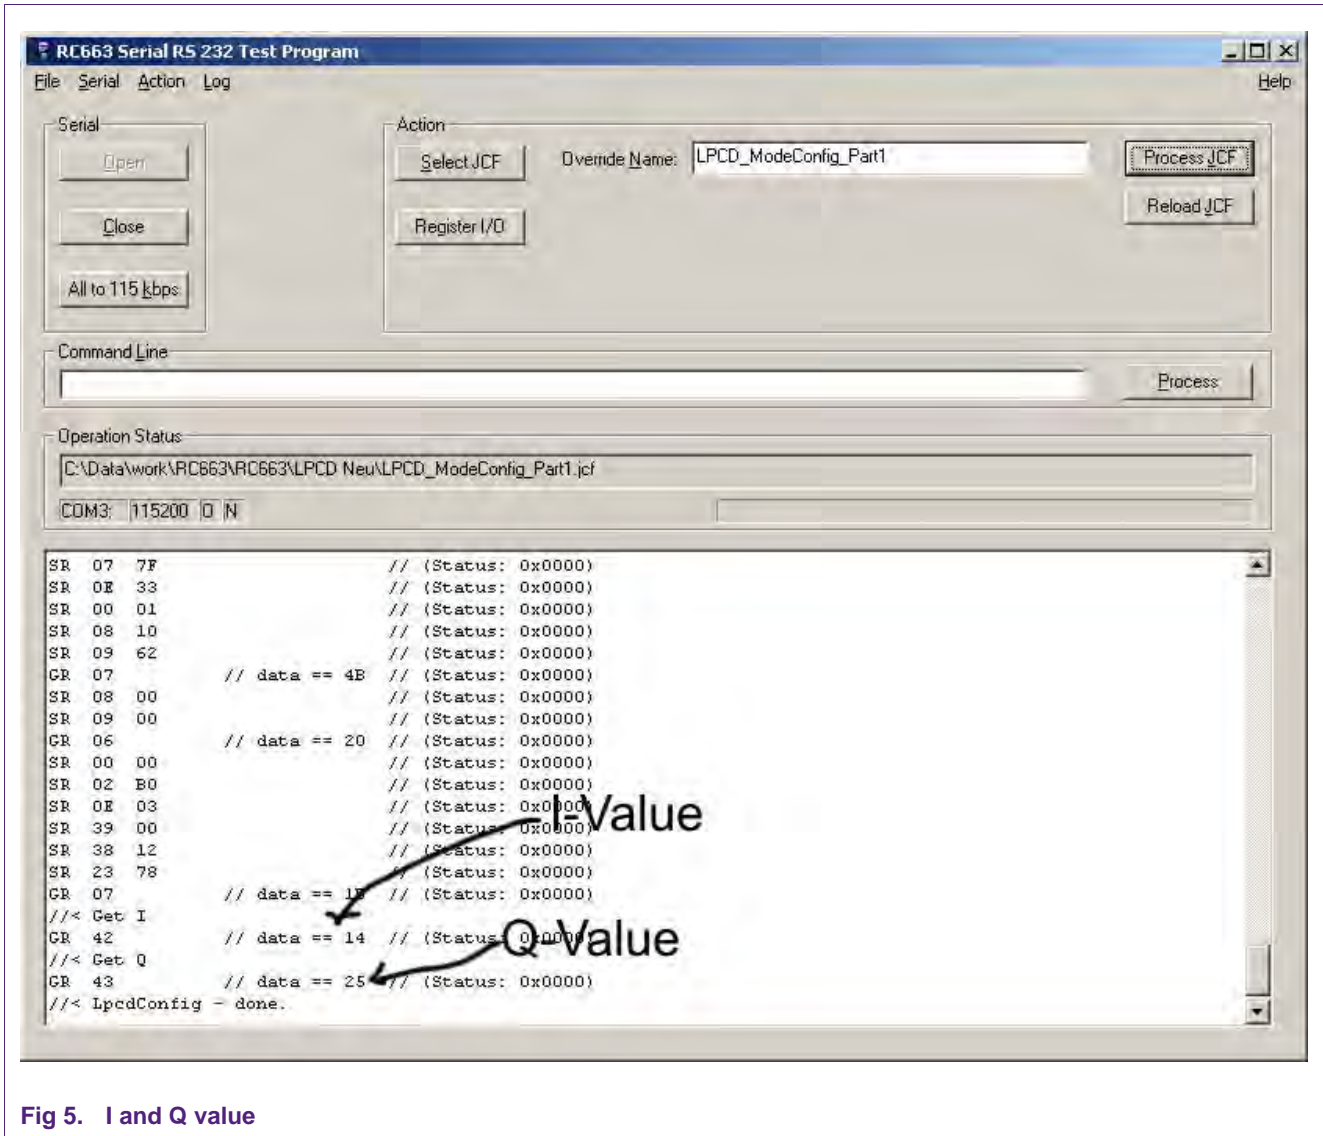 RC663 Serial RS 232 Test Program
File Serial Action Log Help
Serial
Open
Close
All to 115 kbps
Action
Select JCF
Override Name: LPCD_ModeConfig_Part1
Process JCF
Reload JCF
Register I/O
Command Line
Process
Operation Status
C:\Data\work\RC663\RC663\LPCD Neu\LPCD_ModeConfig_Part1.jcf
COM3: 115200 O N
SR 07 7F // (Status: 0x0000)
SR 0E 33 // (Status: 0x0000)
SR 00 01 // (Status: 0x0000)
SR 08 10 // (Status: 0x0000)
SR 09 62 // (Status: 0x0000)
GR 07 // data == 4B // (Status: 0x0000)
SR 08 00 // (Status: 0x0000)
SR 09 00 // (Status: 0x0000)
GR 06 // data == 20 // (Status: 0x0000)
SR 00 00 // (Status: 0x0000)
SR 02 B0 // (Status: 0x0000)
SR 0E 03 // (Status: 0x0000)
I-Value
SR 39 00 // (Status: 0x0000)
SR 38 12 // (Status: 0x0000)
SR 23 78 // (Status: 0x0000)
GR 07 // data == // (Status: 0x0000)
//< Get I
GR 42 // data == 14 // (Status: 0x0000)
Q-Value
//< Get Q
GR 43 // data == 25 // (Status: 0x0000)
//< LpcdConfig - done.
Fig 5. I and Q value